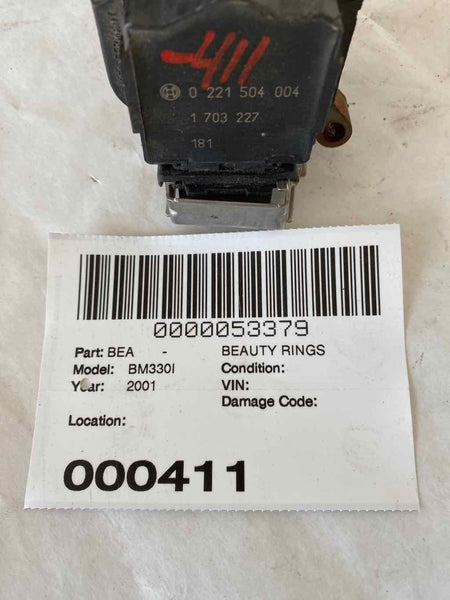 411
0 221 504 004
1 703 227
181
0000053379
Part: BEA - BEAUTY RINGS
Model: BM330I Condition:
Year: 2001 VIN:
Damage Code:
Location:
000411